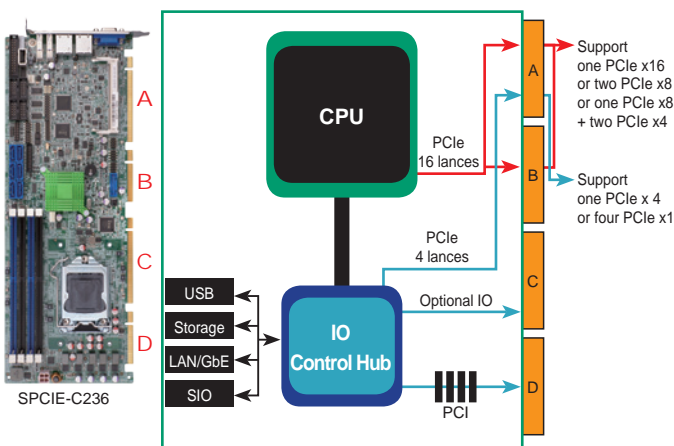 A
B
C
D
SPCIE-C236
CPU
PCIe
16 lances
PCIe
4 lances
Optional IO
IO
Control Hub
USB
Storage
LAN/GbE
SIO
PCI
A
B
C
D
Support
one PCIe x16
or two PCIe x8
or one PCIe x8
+ two PCIe x4
Support
one PCIe x 4
or four PCIe x1